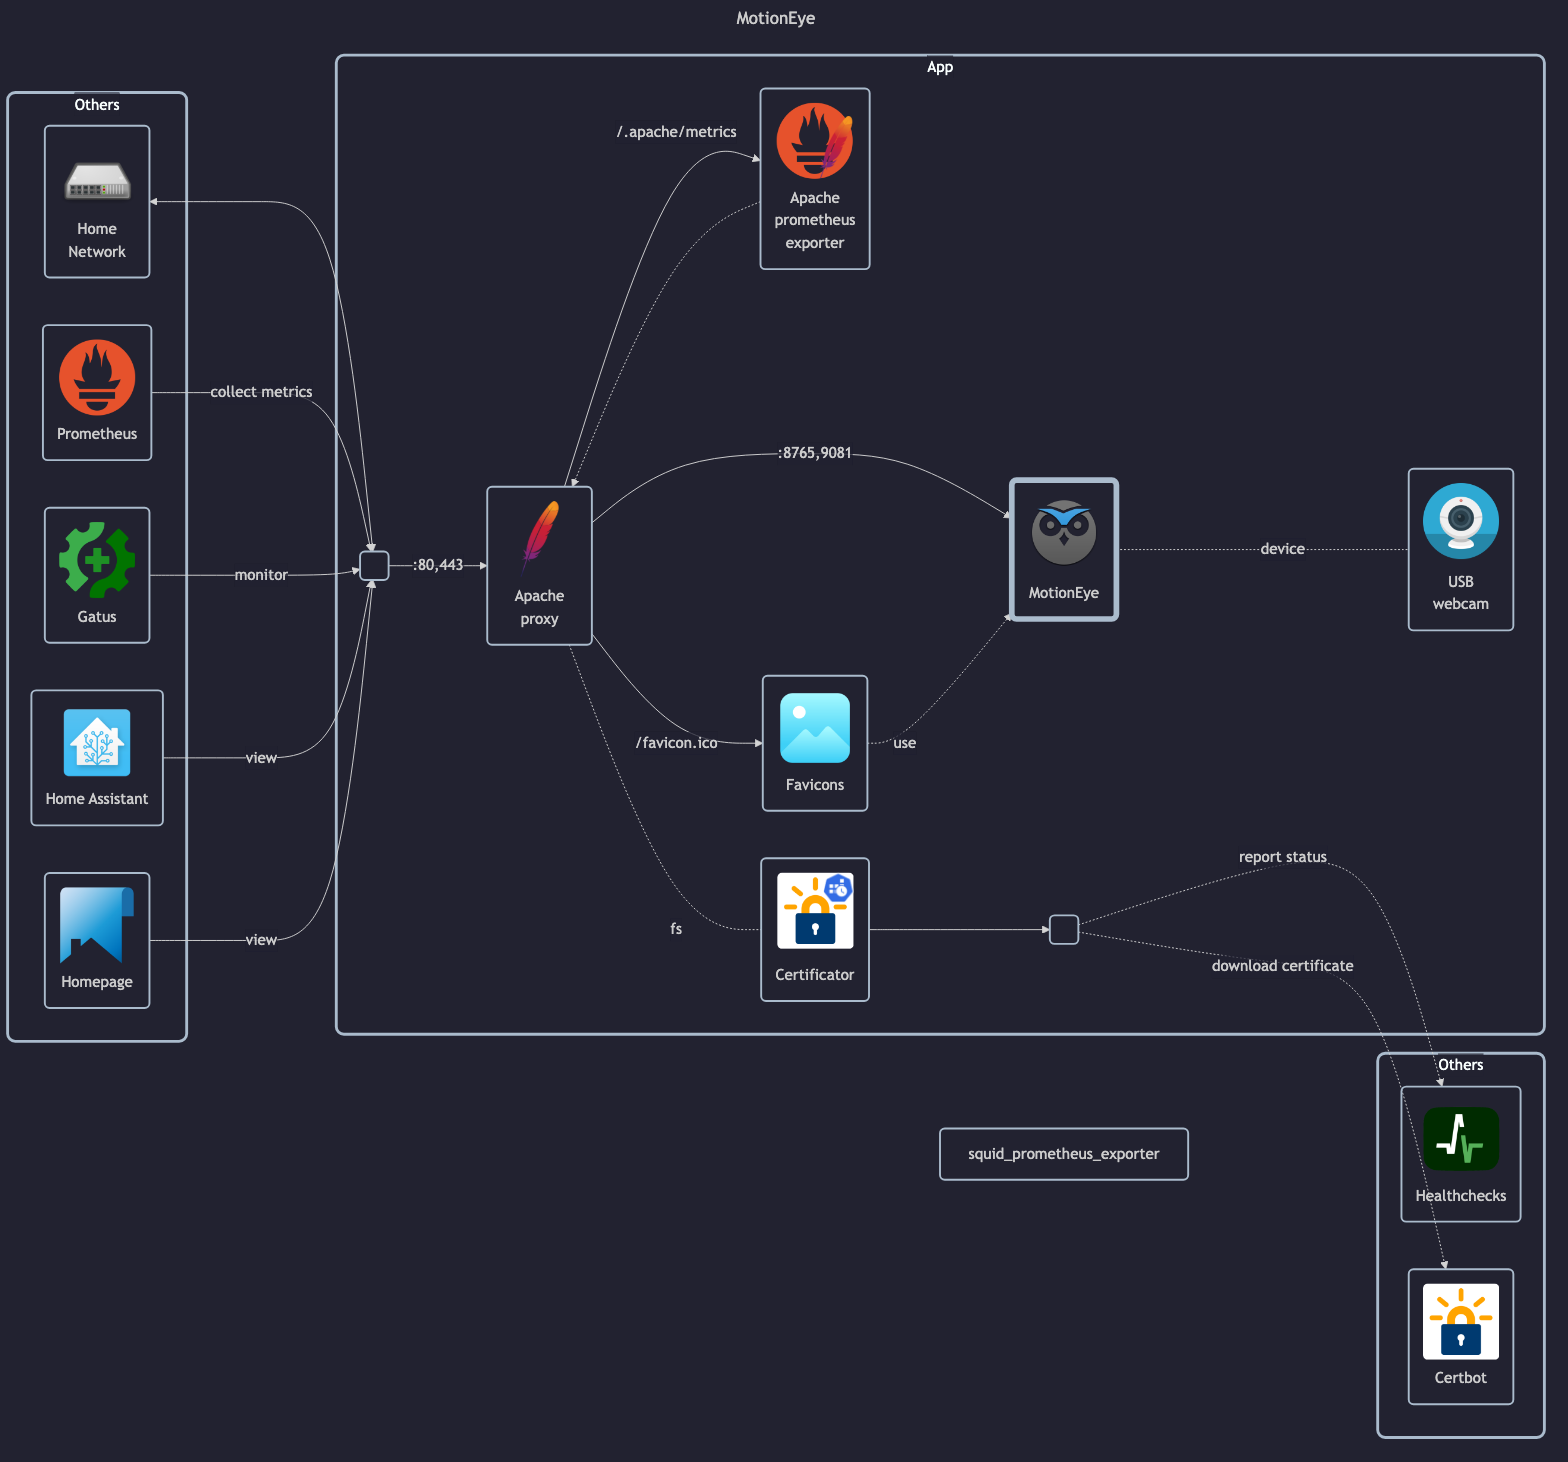 MotionEye
App
Others
Home
Network
Prometheus
Gatus
Home Assistant
Homepage
collect metrics
monitor
view
view
:80,443
Apache
proxy
/.apache/metrics
Apache
prometheus
exporter
:8765,9081
MotionEye
device
USB
webcam
/favicon.ico
Favicons
use
fs
Certificator
report status
download certificate
Others
Healthchecks
Certbot
squid_prometheus_exporter